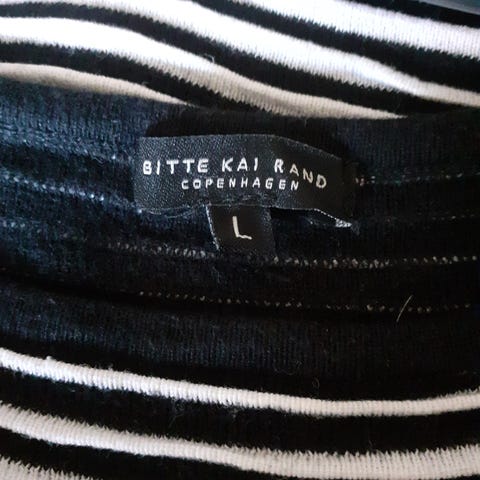 BITTE KAI RAND
COPENHAGEN
L